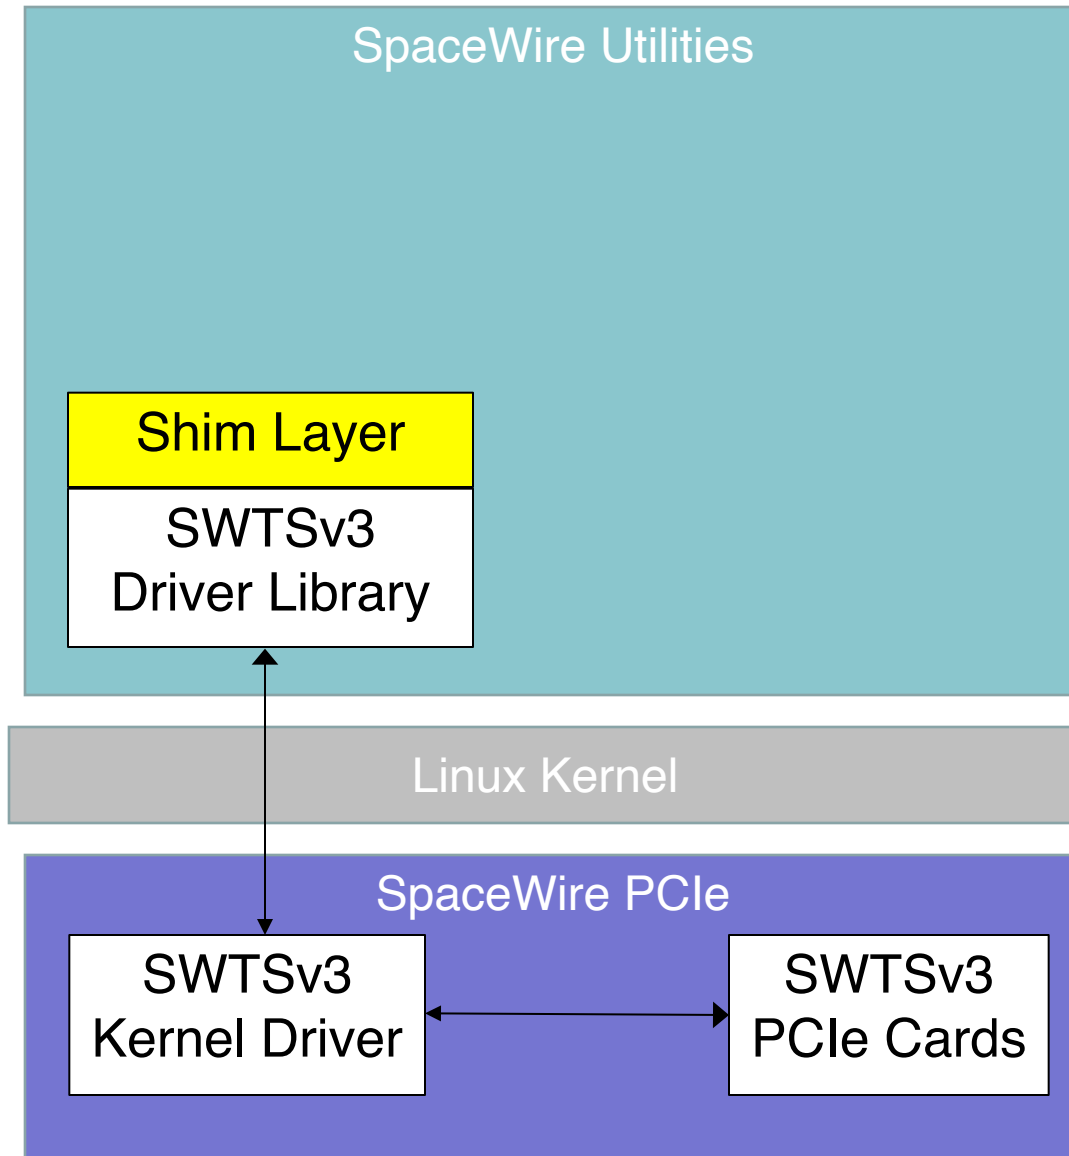 SpaceWire Utilities
Shim Layer
SWTSv3
Driver Library
Linux Kernel
SpaceWire PCIe
SWTSv3
Kernel Driver
SWTSv3
PCIe Cards